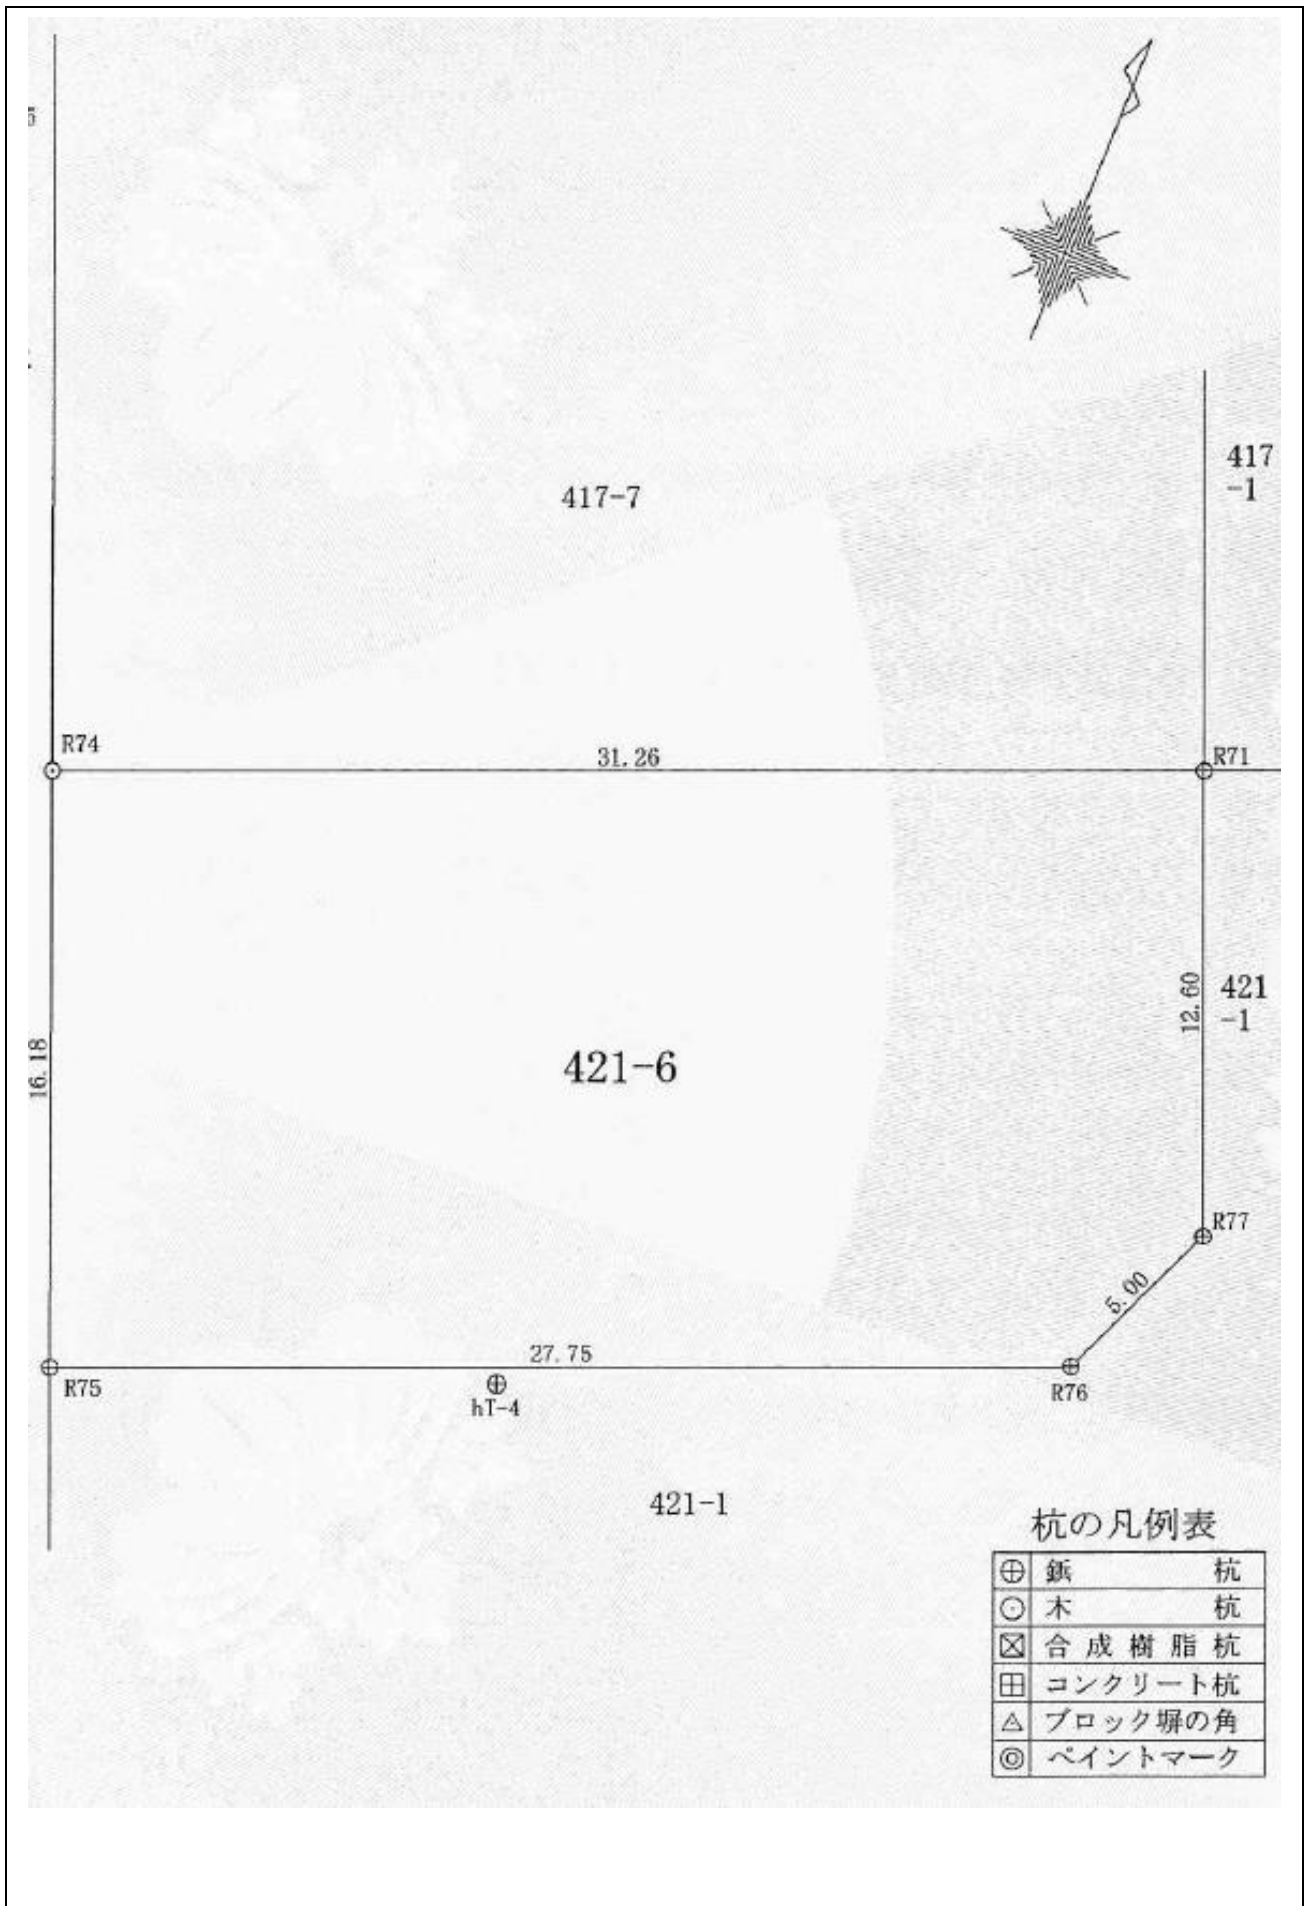 417
-1
417-7
R74
31.26
R71
12.60
421
-1
16.18
421-6
R77
5.00
27.75
R75
hT-4
R76
421-1
杭の凡例表
鋲 杭
木 杭
合成樹脂杭
コンクリート杭
ブロック塀の角
ペイントマーク